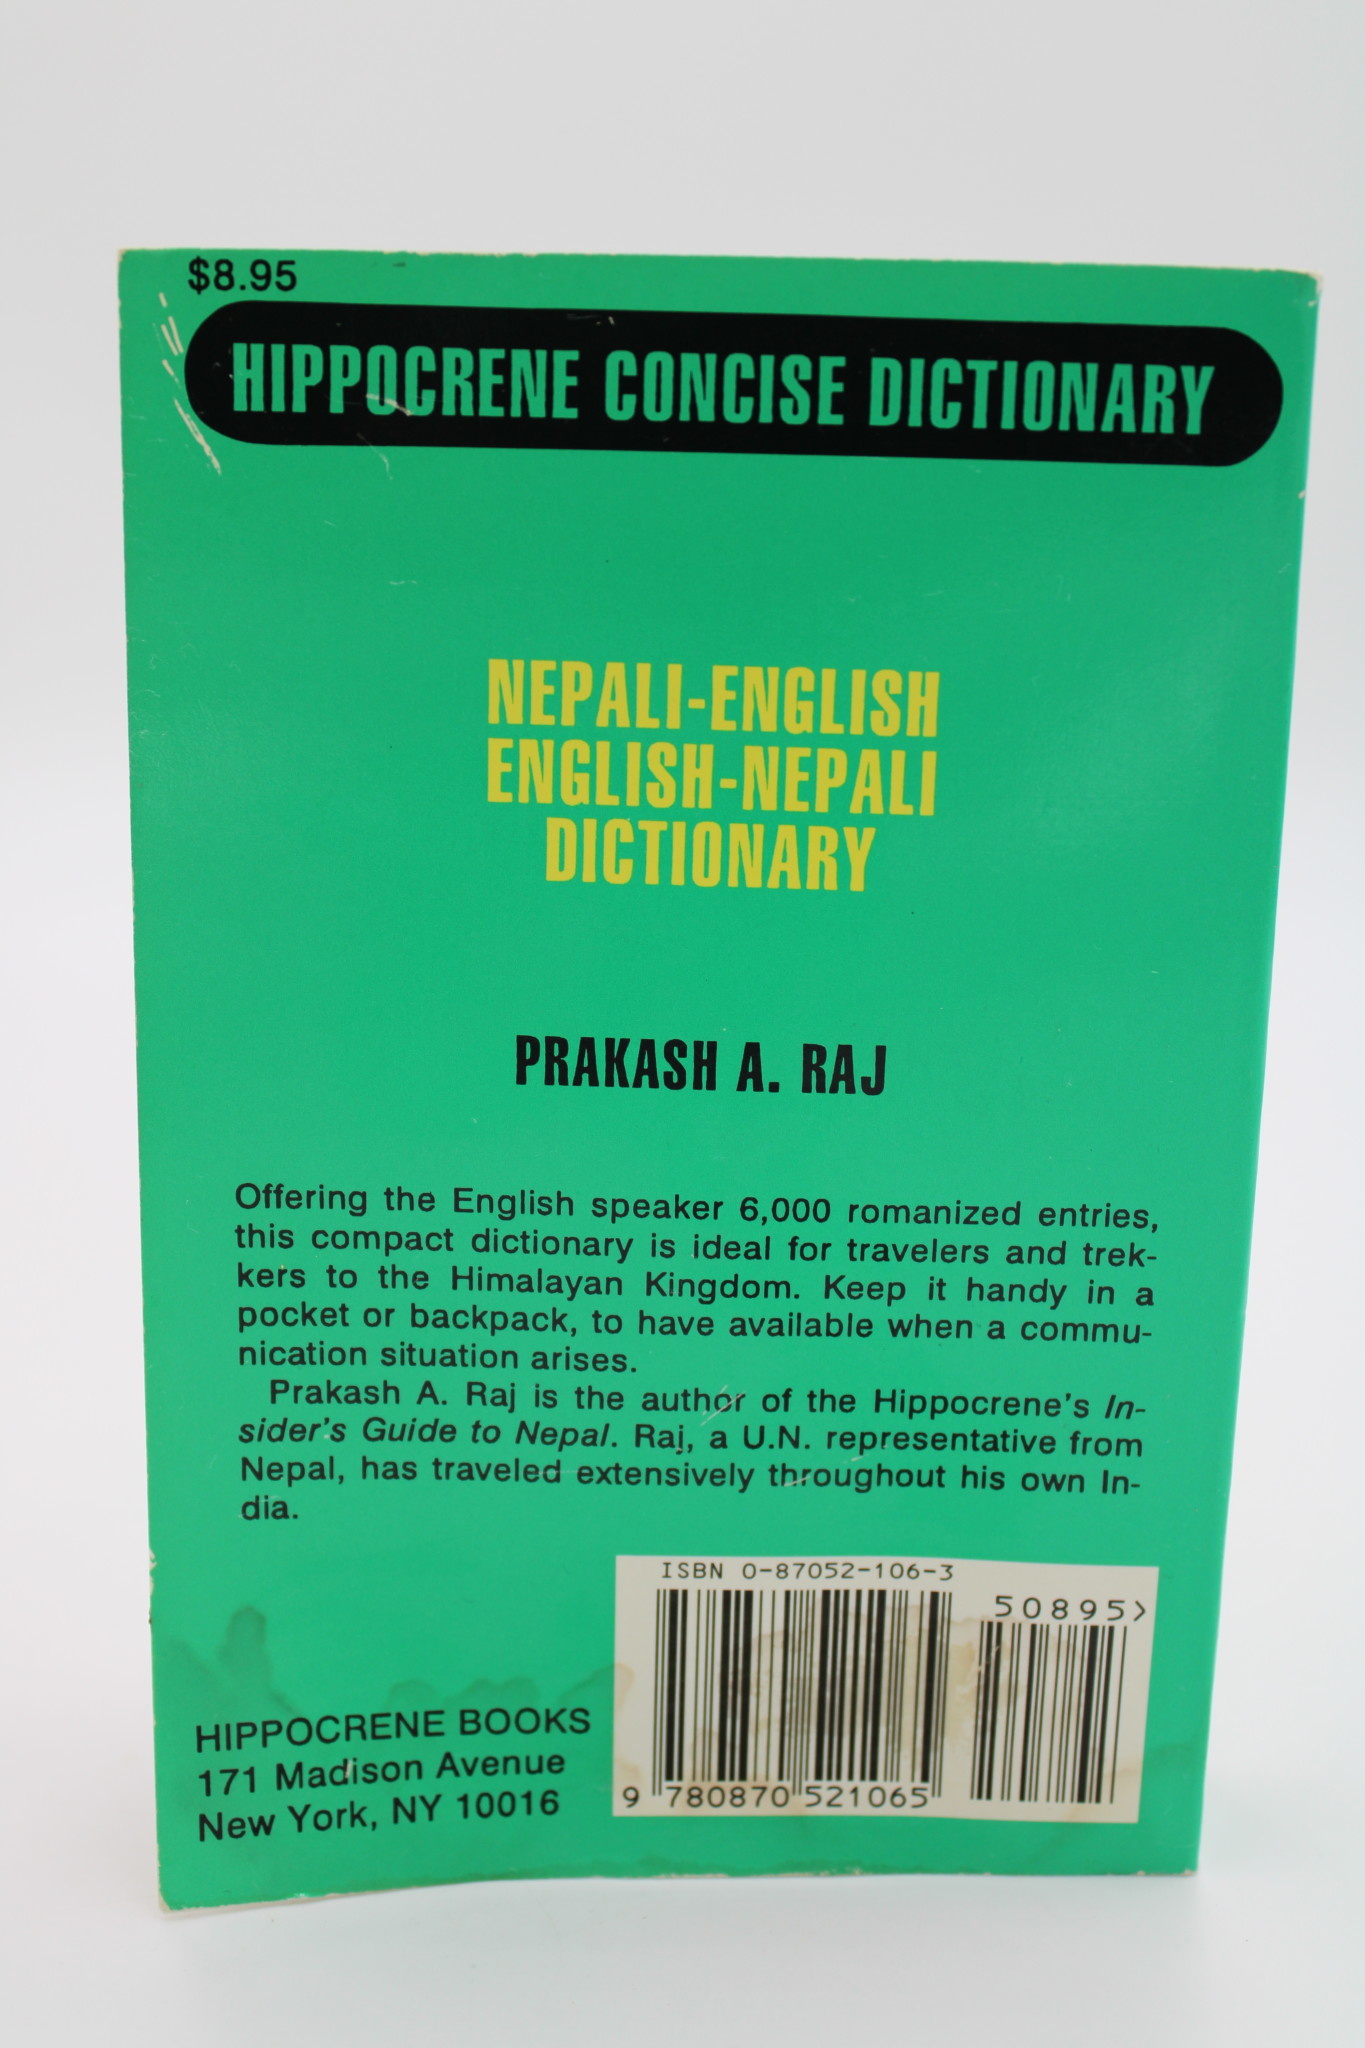 $8.95
HIPPOCRENE CONCISE DICTIONARY
NEPALI-ENGLISH
ENGLISH-NEPALI
DICTIONARY
PRAKASH A. RAJ
Offering the English speaker 6,000 romanized entries,
this compact dictionary is ideal for travelers and trek-
kers to the Himalayan Kingdom. Keep it handy in a
pocket or backpack, to have available when a commu-
nication situation arises.
Prakash A. Raj is the author of the Hippocrene's In-
sider's Guide to Nepal. Raj, a U.N. representative from
Nepal, has traveled extensively throughout his own In-
dia.
HIPPOCRENE BOOKS
171 Madison Avenue
New York, NY 10016
ISBN 0-87052-106-3
50895>
9 780870 521065